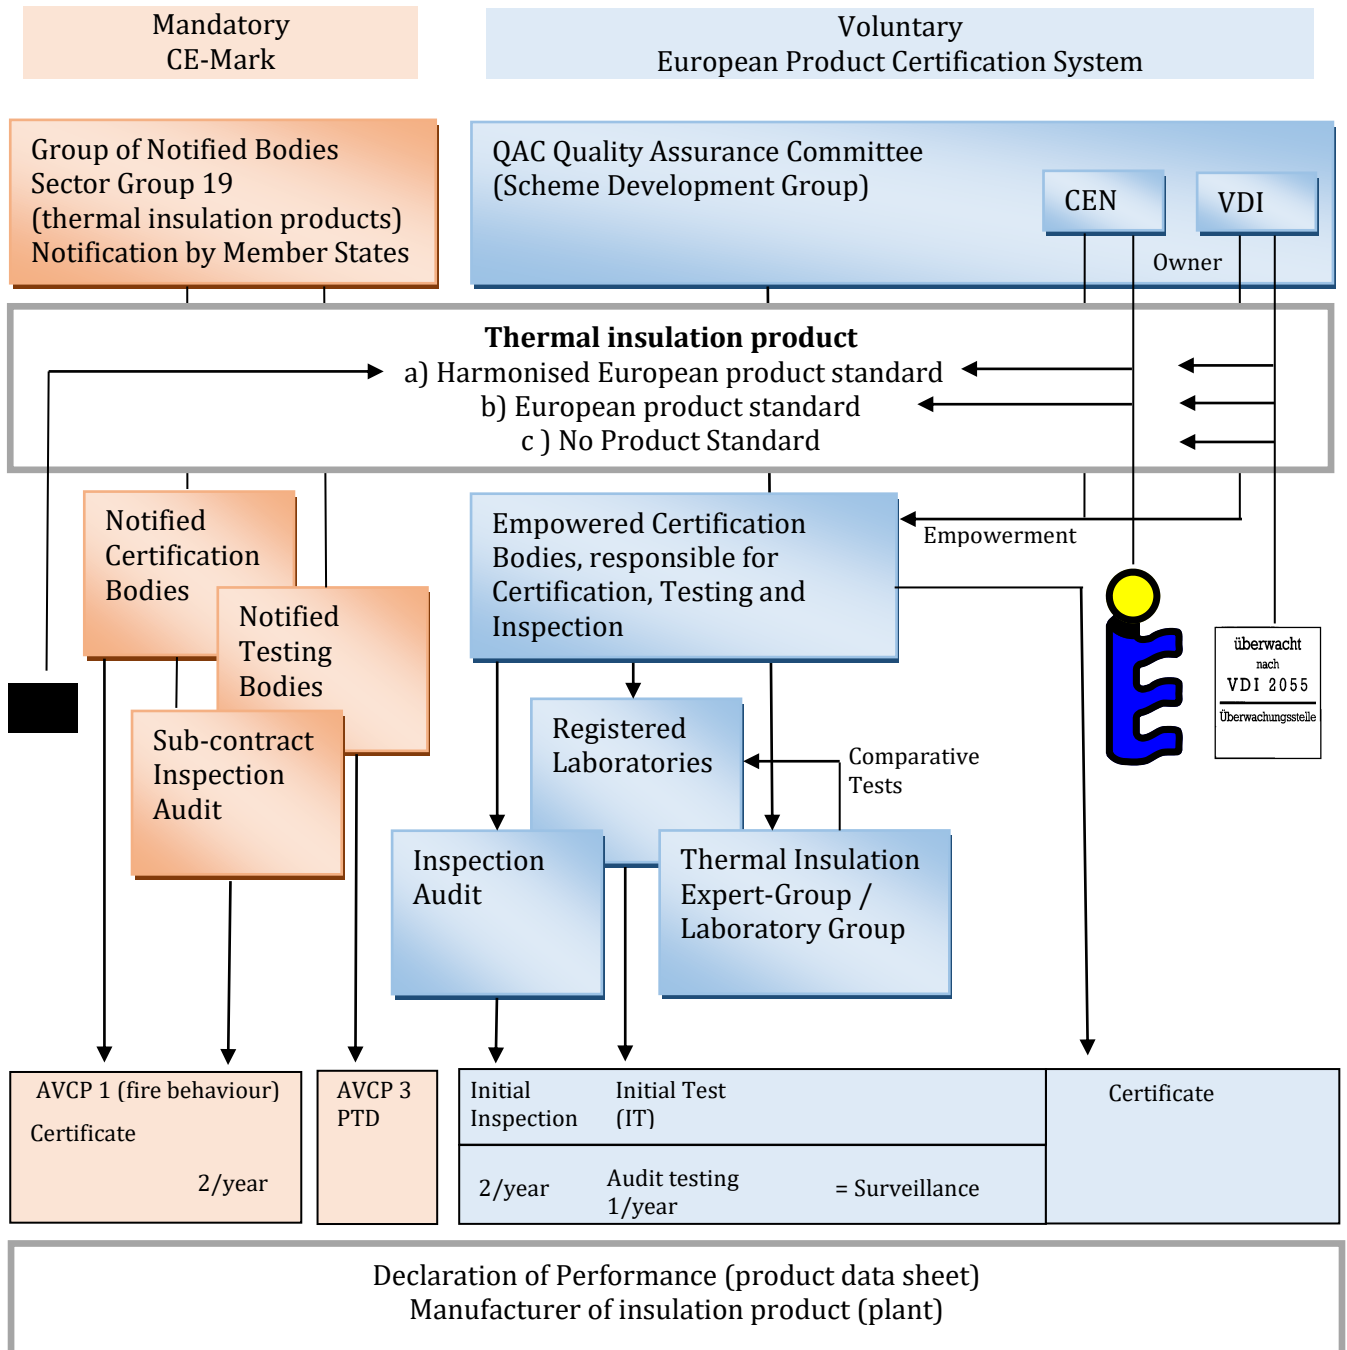 Mandatory
CE-Mark
Voluntary
European Product Certification System
Group of Notified Bodies
Sector Group 19
(thermal insulation products)
Notification by Member States
QAC Quality Assurance Committee
(Scheme Development Group)
CEN
VDI
Owner
Thermal insulation product
a) Harmonised European product standard
b) European product standard
c ) No Product Standard
Notified
Certification
Bodies
Notified
Testing
Bodies
Sub-contract
Inspection
Audit
Empowered Certification
Bodies, responsible for
Certification, Testing and
Inspection
Empowerment
Registered
Laboratories
Comparative
Tests
Inspection
Audit
Thermal Insulation
Expert-Group /
Laboratory Group
überwacht
nach
VDI 2055
Überwachungsstelle
AVCP 1 (fire behaviour)
Certificate
2/year
AVCP 3
PTD
Initial
Inspection
Initial Test
(IT)
2/year
Audit testing
1/year
= Surveillance
Certificate
Declaration of Performance (product data sheet)
Manufacturer of insulation product (plant)